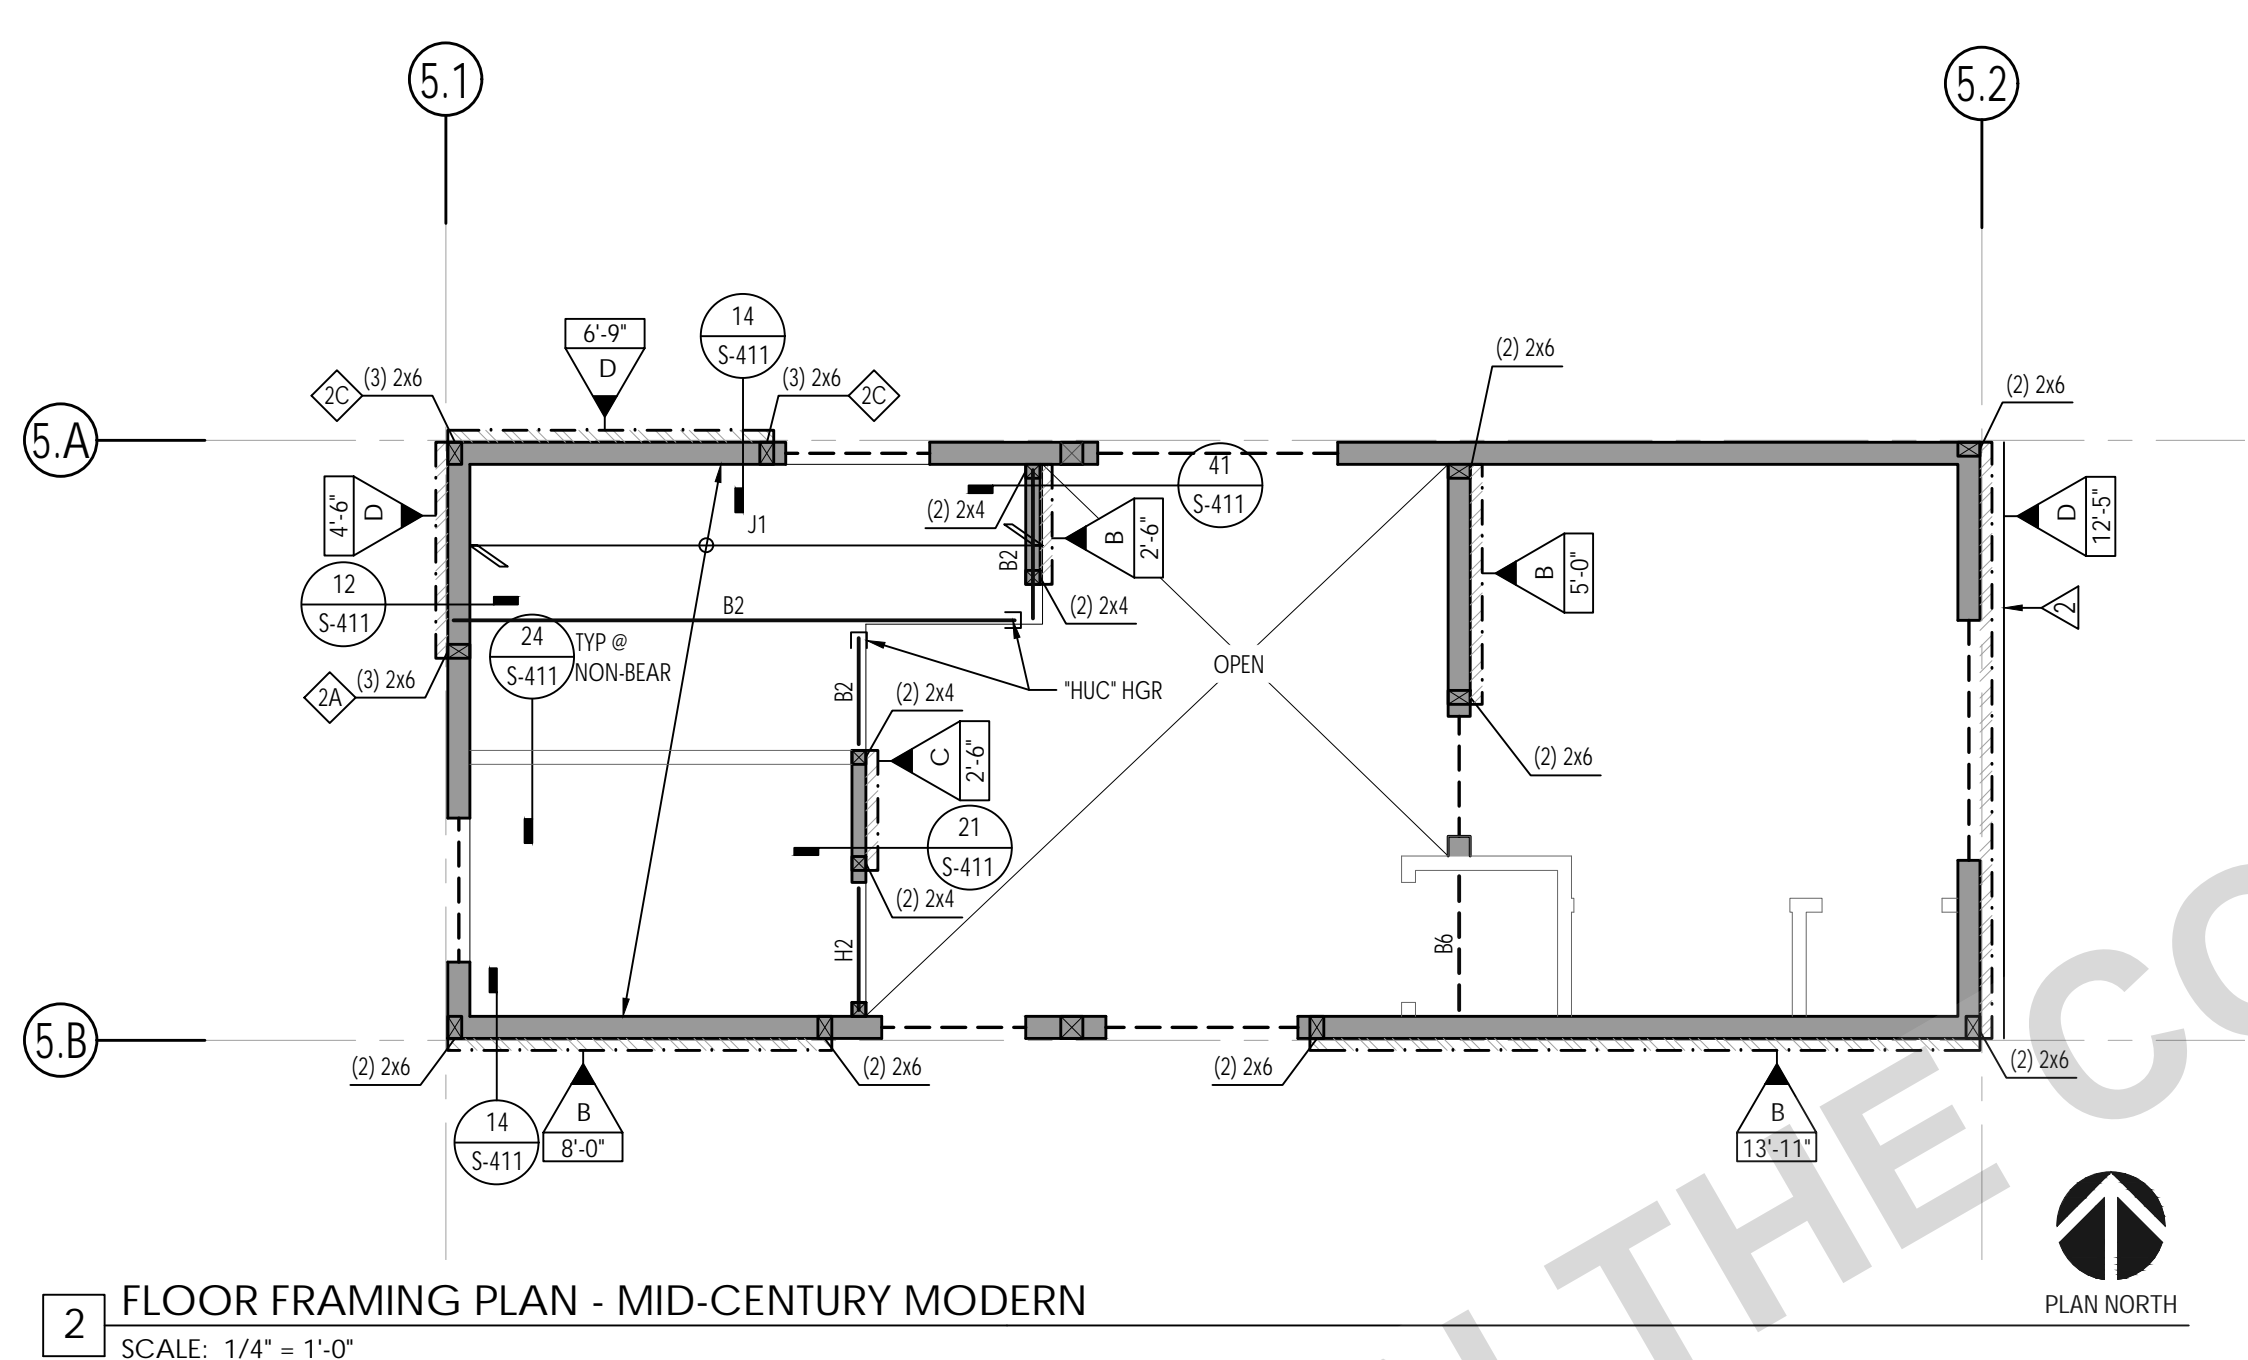 5.1
5.2
6'-9"
D
14
S-411
(2) 2x6
2C
(3) 2x6
(3) 2x6
2C
(2) 2x6
5.A
41
S-411
4'-6"
D
J1
(2) 2x4
B2
B
2'-6"
B
5'-0"
D
12'-5"
2
12
S-411
B2
(2) 2x4
24
S-411
TYP @
NON-BEAR
OPEN
"HUC" HGR
2A
(3) 2x6
B2
(2) 2x4
C
2'-6"
(2) 2x6
21
S-411
(2) 2x4
H2
B6
5.B
(2) 2x6
(2) 2x6
(2) 2x6
(2) 2x6
14
S-411
B
8'-0"
B
13'-11"
N THE CO
PLAN NORTH
2
FLOOR FRAMING PLAN - MID-CENTURY MODERN
SCALE: 1/4" = 1'-0"